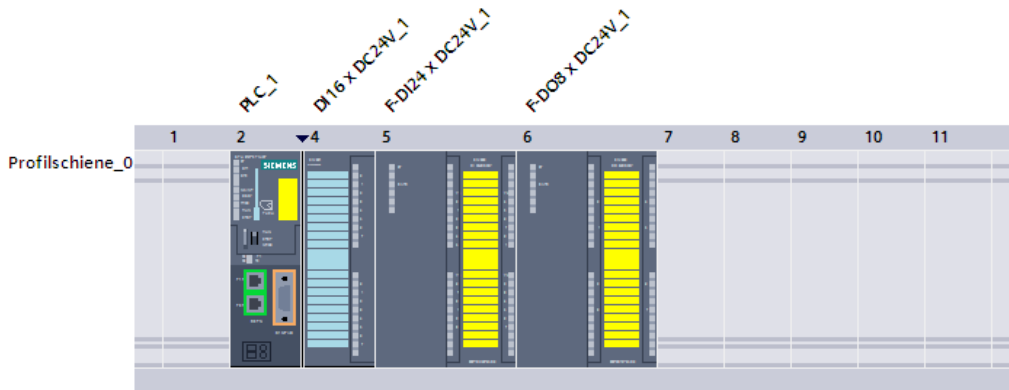 PLC_1
DI16 x DC24V_1
F-DI24 x DC24V_1
F-DO8 x DC24V_1
1 2 4 5 6 7 8 9 10 11
Profilschiene_0
SIEMENS